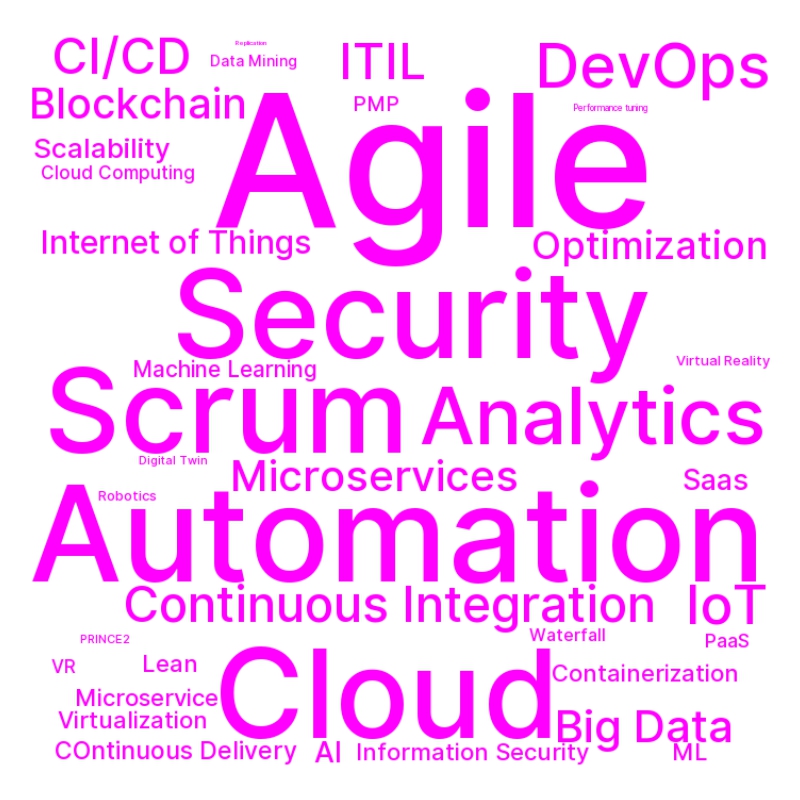 Replication
CI/CD
Data Mining
ITIL
DevOps
Blockchain
PMP
Performance tuning
Agile
Scalability
Cloud Computing
Internet of Things
Optimization
Security
Virtual Reality
Machine Learning
Scrum
Analytics
Digital Twin
Microservices
Saas
Robotics
Automation
Continuous Integration
IoT
PRINCE2
Waterfall
PaaS
VR
Lean
Cloud
Containerization
Microservice
Virtualization
Big Data
COntinuous Delivery
AI
Information Security
ML